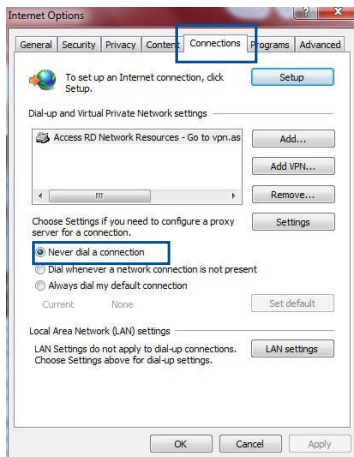 Internet Options
General Security Privacy Content Connections Programs Advanced
To set up an Internet connection, click Setup.
Setup
Dial-up and Virtual Private Network settings
Access RD Network Resources - Go to vpn.as
Add...
Add VPN...
Remove...
Choose Settings if you need to configure a proxy
server for a connection.
Settings
Never dial a connection
Dial whenever a network connection is not present
Always dial my default connection
Current None
Set default
Local Area Network (LAN) settings
LAN Settings do not apply to dial-up connections.
Choose Settings above for dial-up settings.
LAN settings
OK Cancel Apply